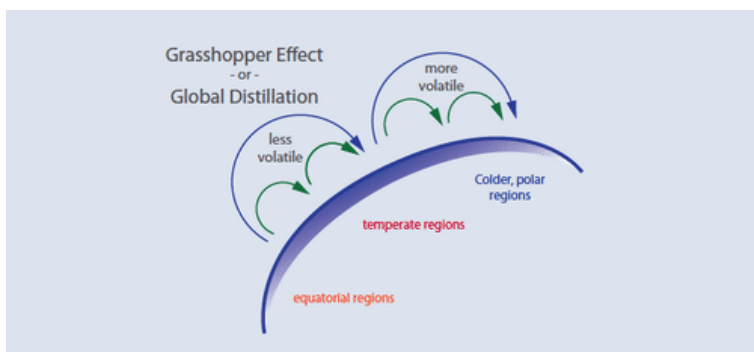 Grasshopper Effect
- or -
Global Distillation
more
volatile
less
volatile
Colder, polar
regions
temperate regions
equatorial regions